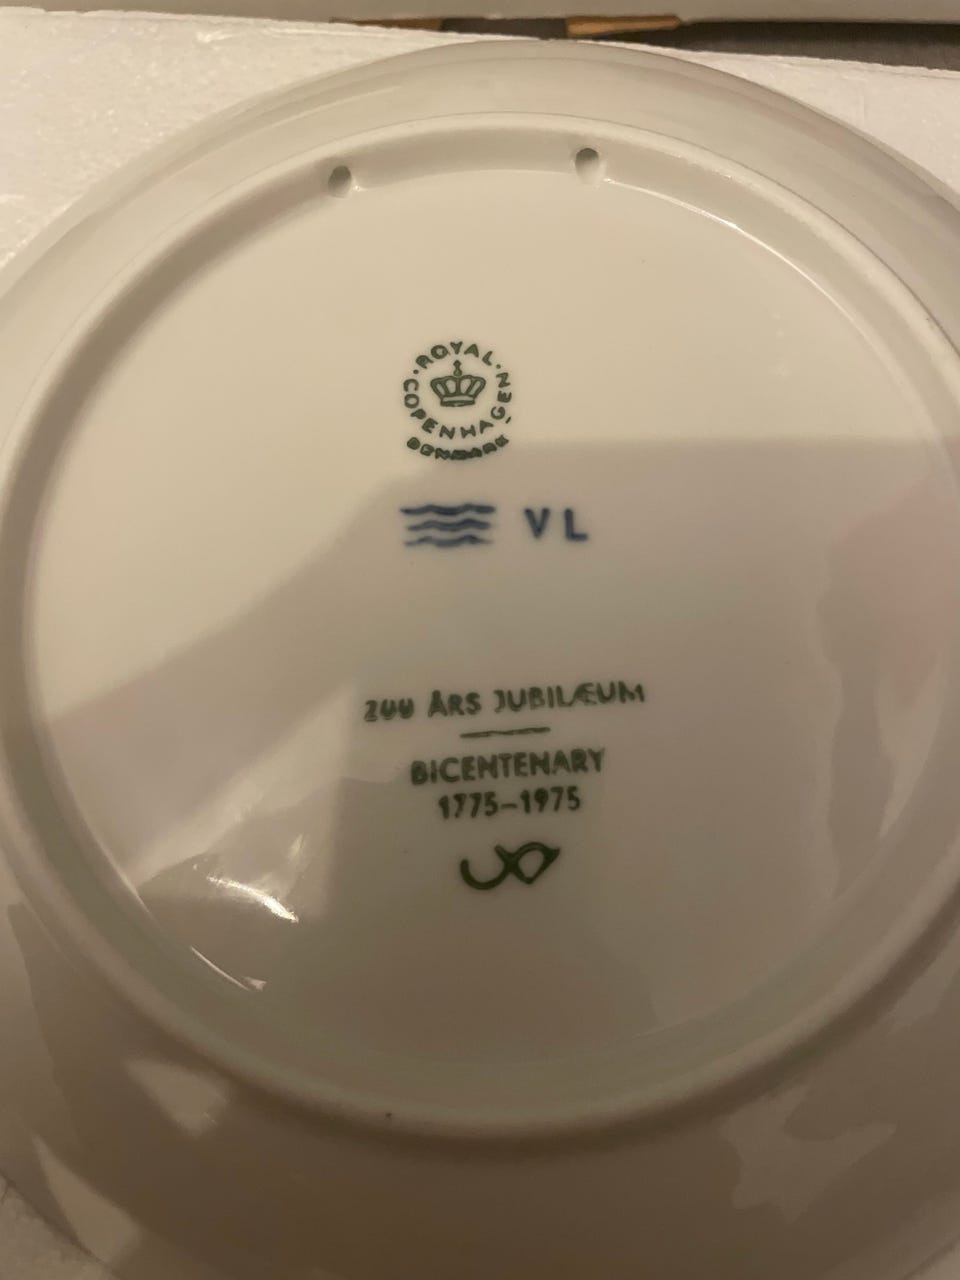 ROYAL
COPENHAGEN
DENMARK
VL
200 ÅRS JUBILÆUM
BICENTENARY
1775-1975